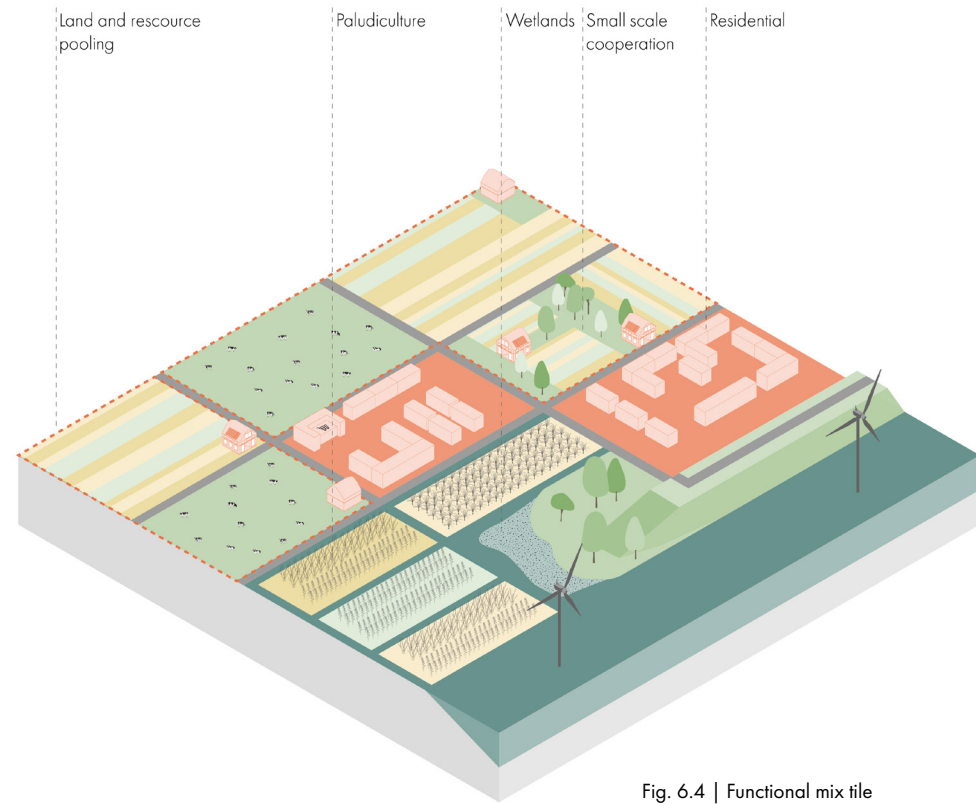 Land and rescource
pooling
Paludiculture
Wetlands
Small scale
cooperation
Residential
Fig. 6.4 | Functional mix tile